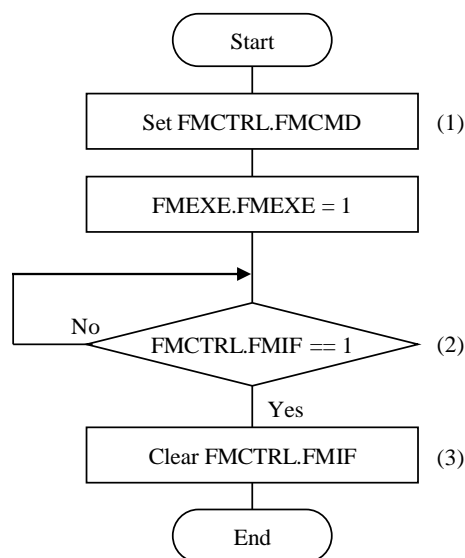 Start
Set FMCTRL.FMCMD (1)
FMEXE.FMEXE = 1
No
FMCTRL.FMIF == 1 (2)
Yes
Clear FMCTRL.FMIF (3)
End